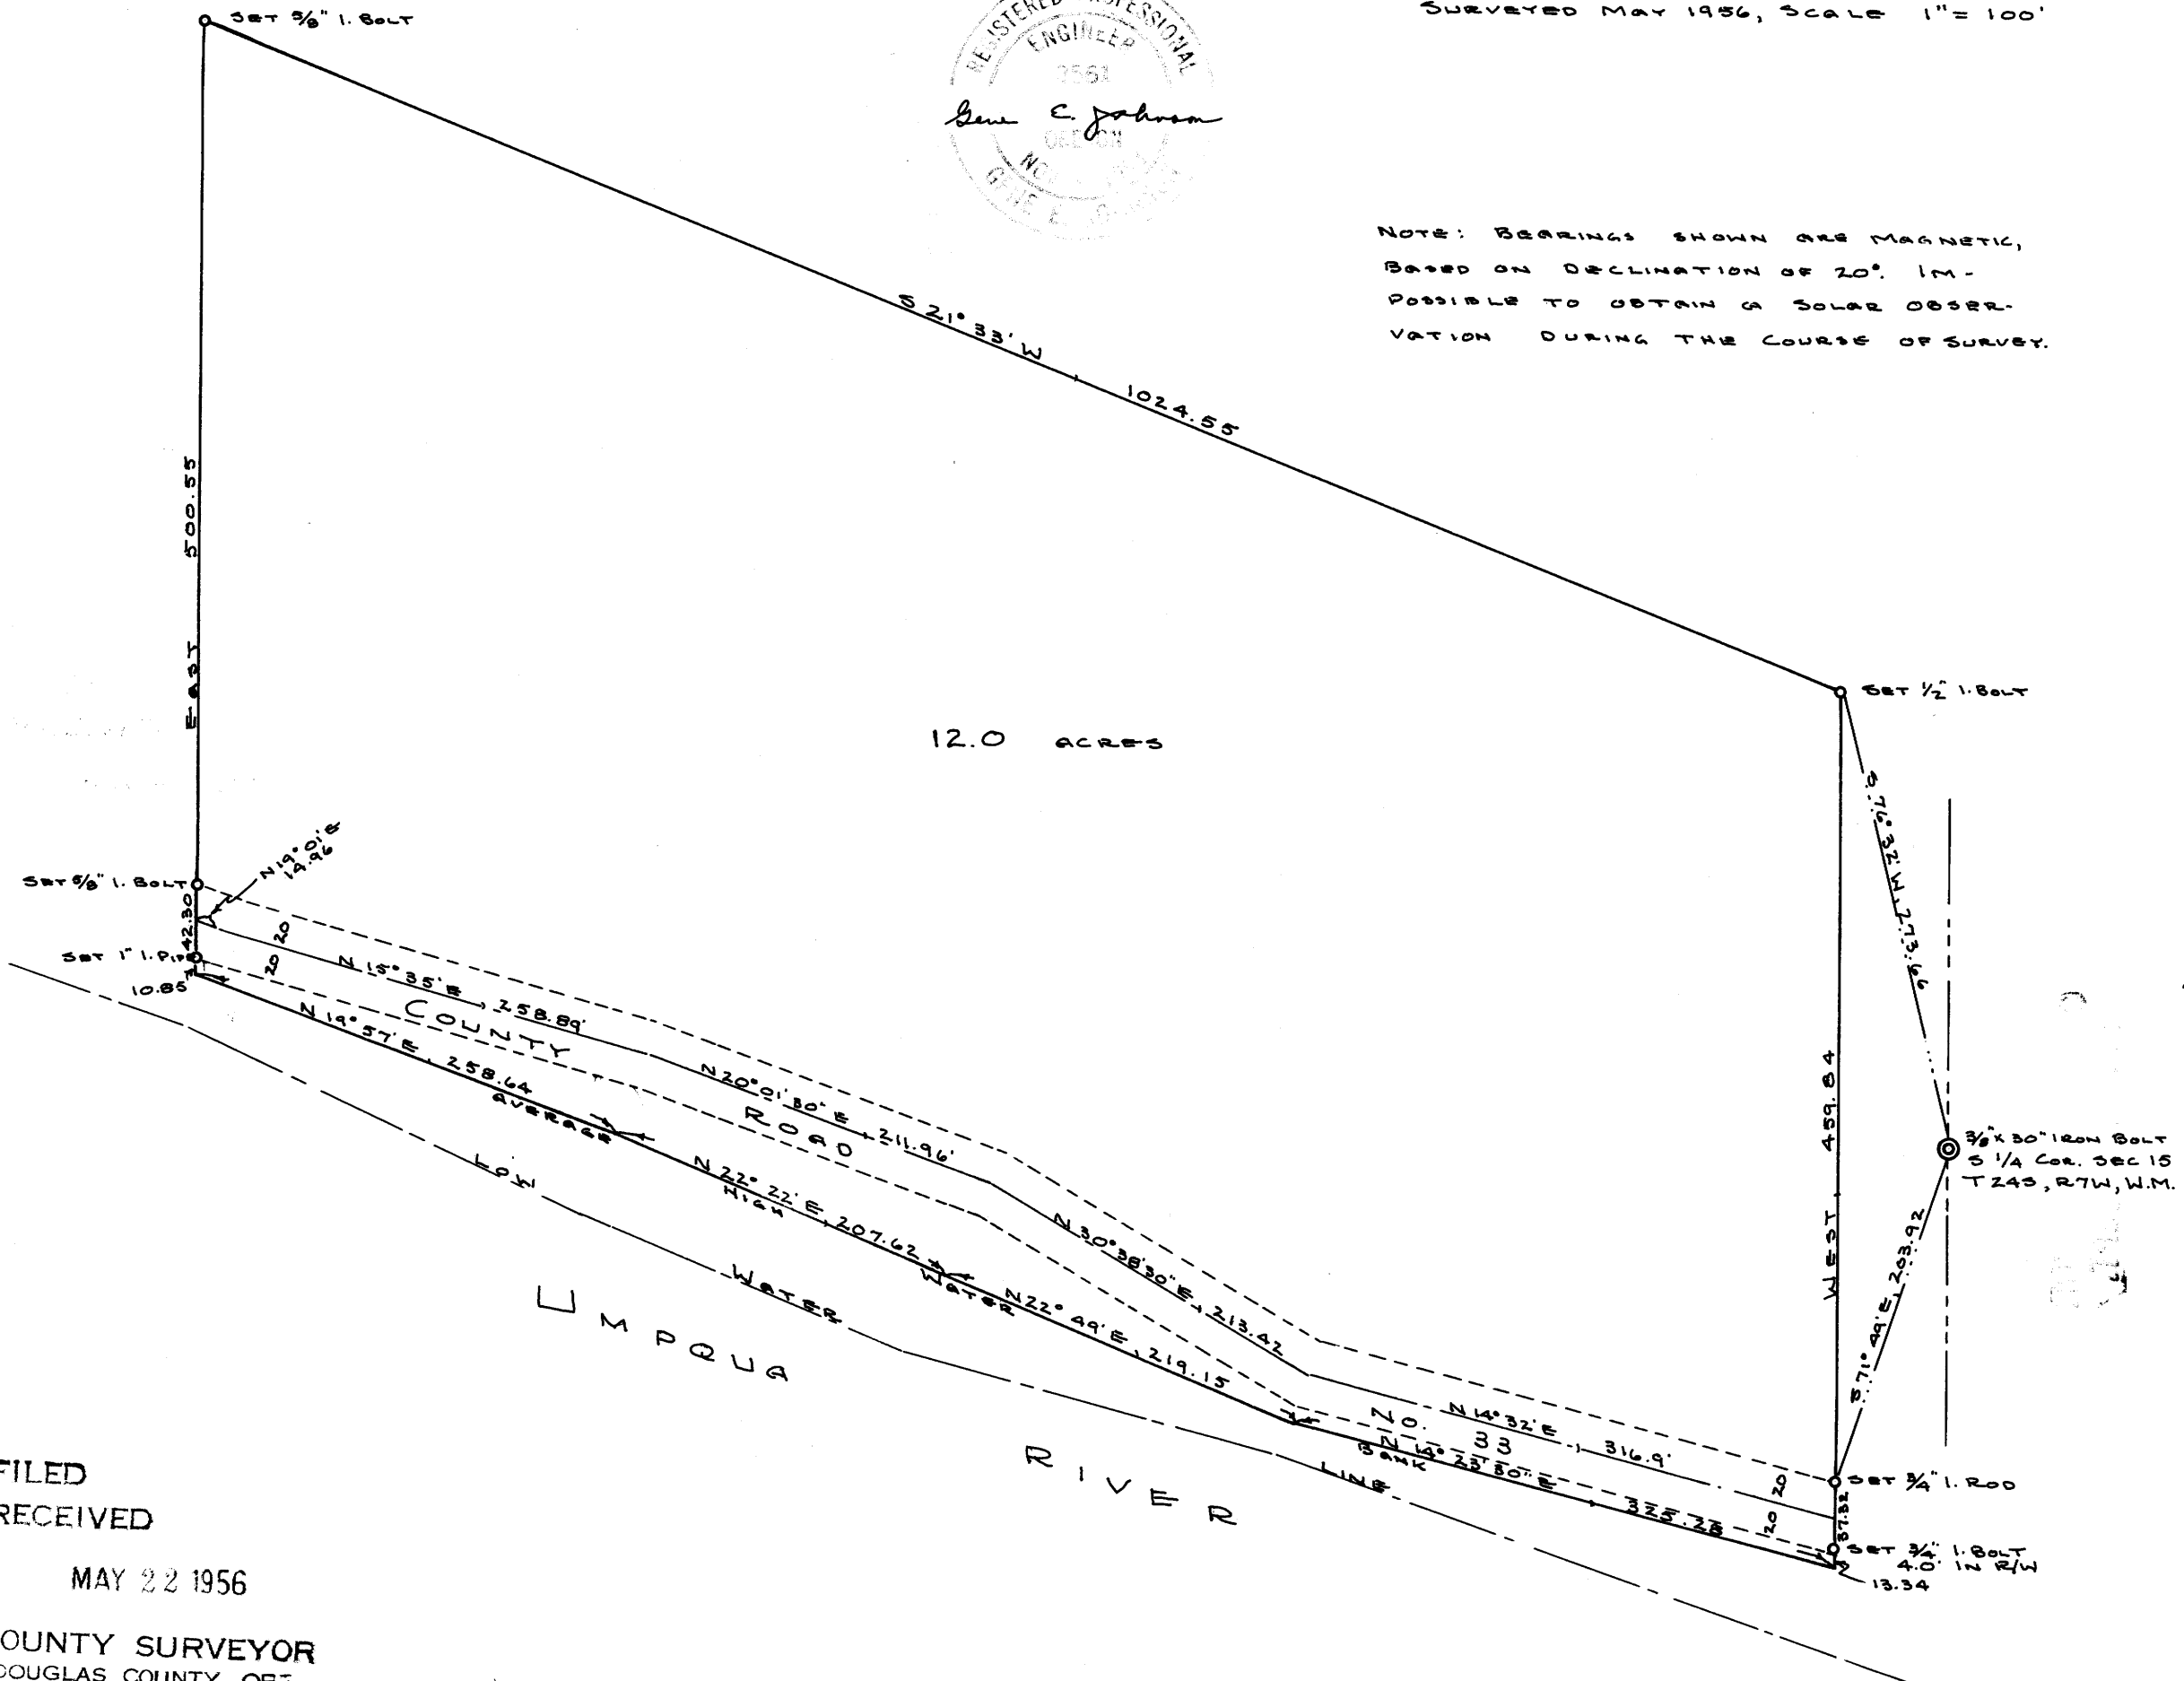 SET 5/8" I. BOLT
REGISTERED PROFESSIONAL
ENGINEER
Gene E. Johnson
SURVEYED MAY 1956, SCALE 1" = 100'
NOTE: BEARINGS SHOWN ARE MAGNETIC,
BASED ON DECLINATION OF 20°. IM-
POSSIBLE TO OBTAIN A SOLAR OBSER-
VATION DURING THE COURSE OF SURVEY.
S 21° 33' W, 1024.55
EAST 500.55
12.0 ACRES
SET 1/2" I. BOLT
S 76° 32' W, 273.66
WEST 459.84
3/8" X 30" IRON BOLT
S 1/4 COR. SEC 15
T 24S, R7W, W.M.
S 71° 49' E, 203.92
N 19° 01' E
14.96
SET 5/8" I. BOLT
42.30
SET 1" I. PIPE
10.85
20
20
N 15° 35' E, 258.89'
N 20° 01' 30" E, 211.96'
N 30° 38' 30" E, 213.42
N 14° 32' E, 316.9'
COUNTY ROAD NO. 33
N 19° 57' E, 258.64
N 22° 22' E, 207.62
N 22° 49' E, 219.15
N 14° 23' 30" E, 325.28
AVERAGE HIGH WATER BANK
LOW WATER LINE
UMPQUA RIVER
20
20
SET 3/4" I. ROD
37.32
SET 3/4" I. BOLT
4.0' IN R/W
13.34
FILED
RECEIVED
MAY 22 1956
OUNTY SURVEYOR
DOUGLAS COUNTY